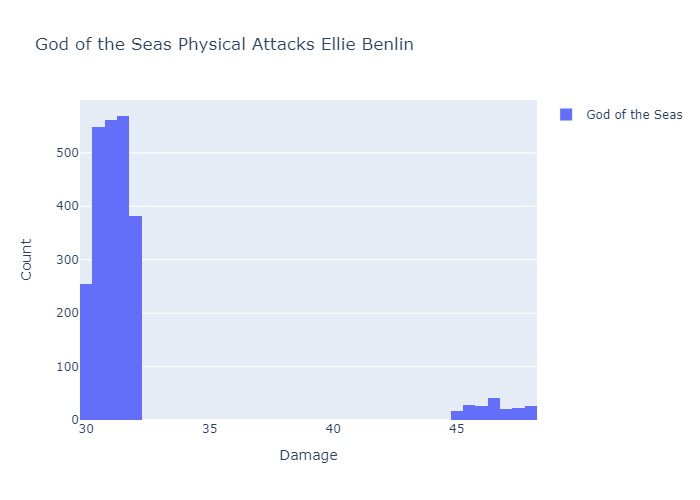 God of the Seas Physical Attacks Ellie Benlin
God of the Seas
500
400
300
200
100
0
30
35
40
45
Count
Damage